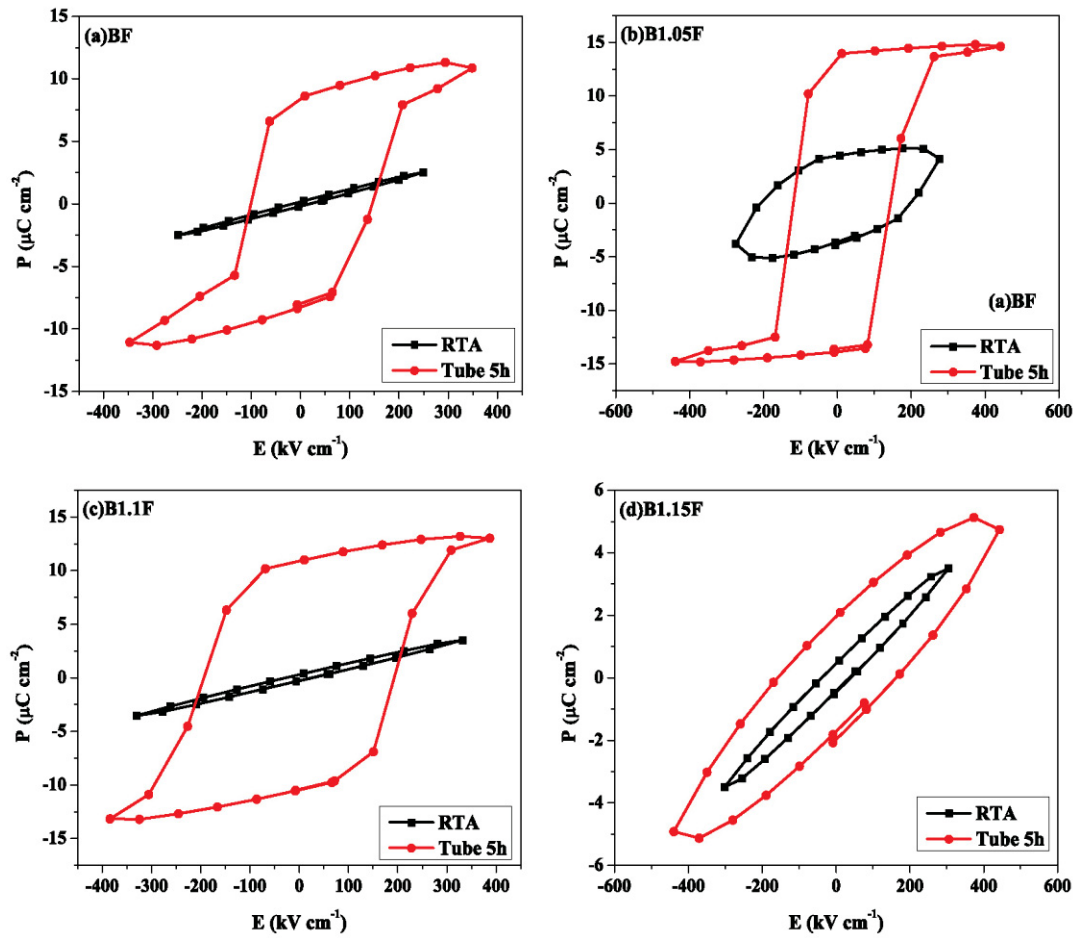 (a)BF
15
10
5
0
-5
-10
-15
P (μC cm-2)
RTA
Tube 5h
-400 -300 -200 -100 0 100 200 300 400
E (kV cm-1)
(b)B1.05F
15
10
5
0
-5
-10
-15
P (μC cm-2)
(a)BF
RTA
Tube 5h
-600 -400 -200 0 200 400 600
E (kV cm-1)
(c)B1.1F
15
10
5
0
-5
-10
-15
P (μC cm-2)
RTA
Tube 5h
-400 -300 -200 -100 0 100 200 300 400
E (kV cm-1)
(d)B1.15F
6
4
2
0
-2
-4
-6
P (μC cm-2)
RTA
Tube 5h
-600 -400 -200 0 200 400 600
E (kV cm-1)